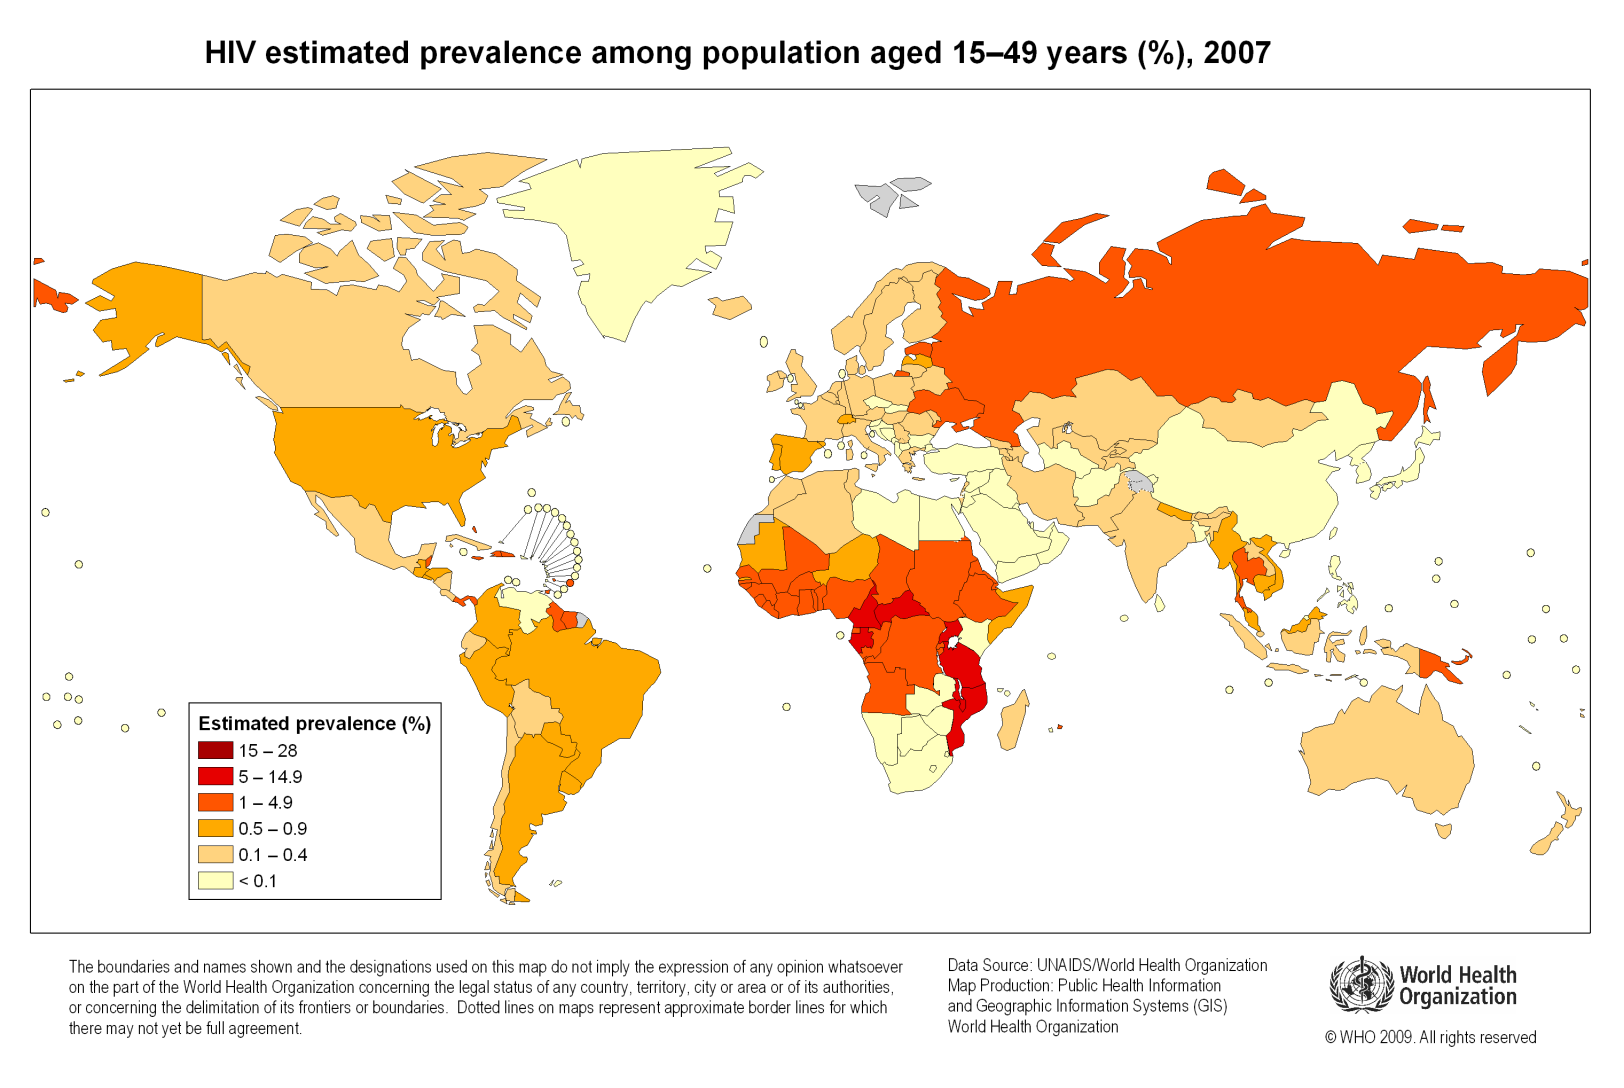 HIV estimated prevalence among population aged 15–49 years (%), 2007
Estimated prevalence (%)
15 – 28
5 – 14.9
1 – 4.9
0.5 – 0.9
0.1 – 0.4
< 0.1
The boundaries and names shown and the designations used on this map do not imply the expression of any opinion whatsoever
on the part of the World Health Organization concerning the legal status of any country, territory, city or area or of its authorities,
or concerning the delimitation of its frontiers or boundaries. Dotted lines on maps represent approximate border lines for which
there may not yet be full agreement.
Data Source: UNAIDS/World Health Organization
Map Production: Public Health Information
and Geographic Information Systems (GIS)
World Health Organization
World Health
Organization
© WHO 2009. All rights reserved